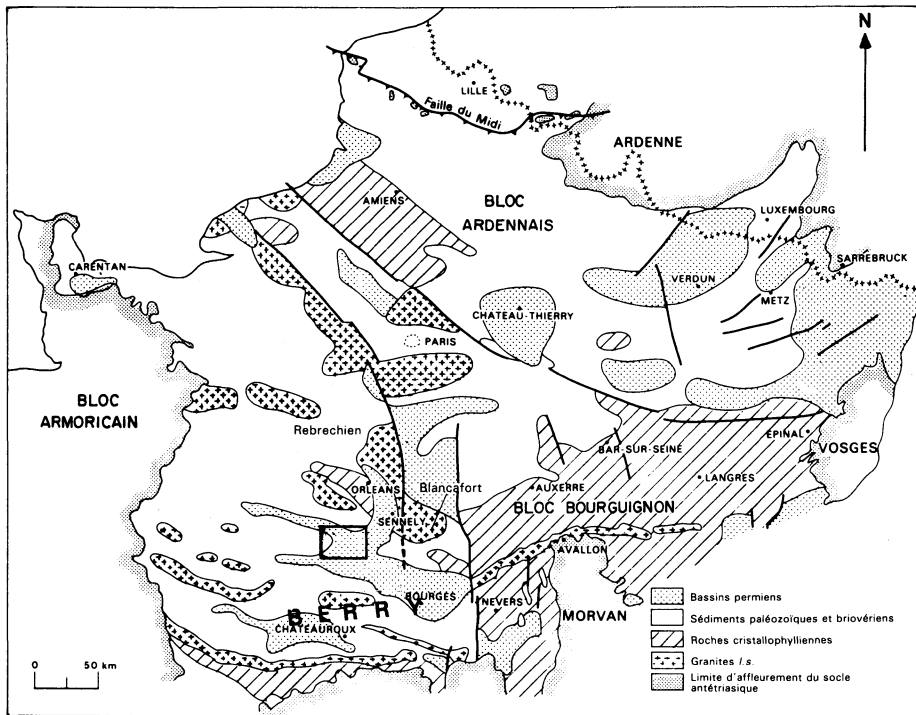 N
LILLE
Faille du Midi
ARDENNE
BLOC
ARDENNAIS
AMIENS
LUXEMBOURG
CARENTAN
SARREBRUCK
VERDUN
METZ
CHATEAU-THIERRY
PARIS
BLOC
ARMORICAIN
Rebrechien
BAR-SUR-SEINE
EPINAL
VOSGES
ORLEANS
Blancafort
AUXERRE
LANGRES
SENNELY
BLOC BOURGUIGNON
AVALLON
BOURGES
NEVERS
MORVAN
BERRY
CHATEAUROUX
0 50 km
Bassins permiens
Sédiments paléozoïques et briovériens
Roches cristallophylliennes
Granites l.s.
Limite d'affleurement du socle
antétriasique